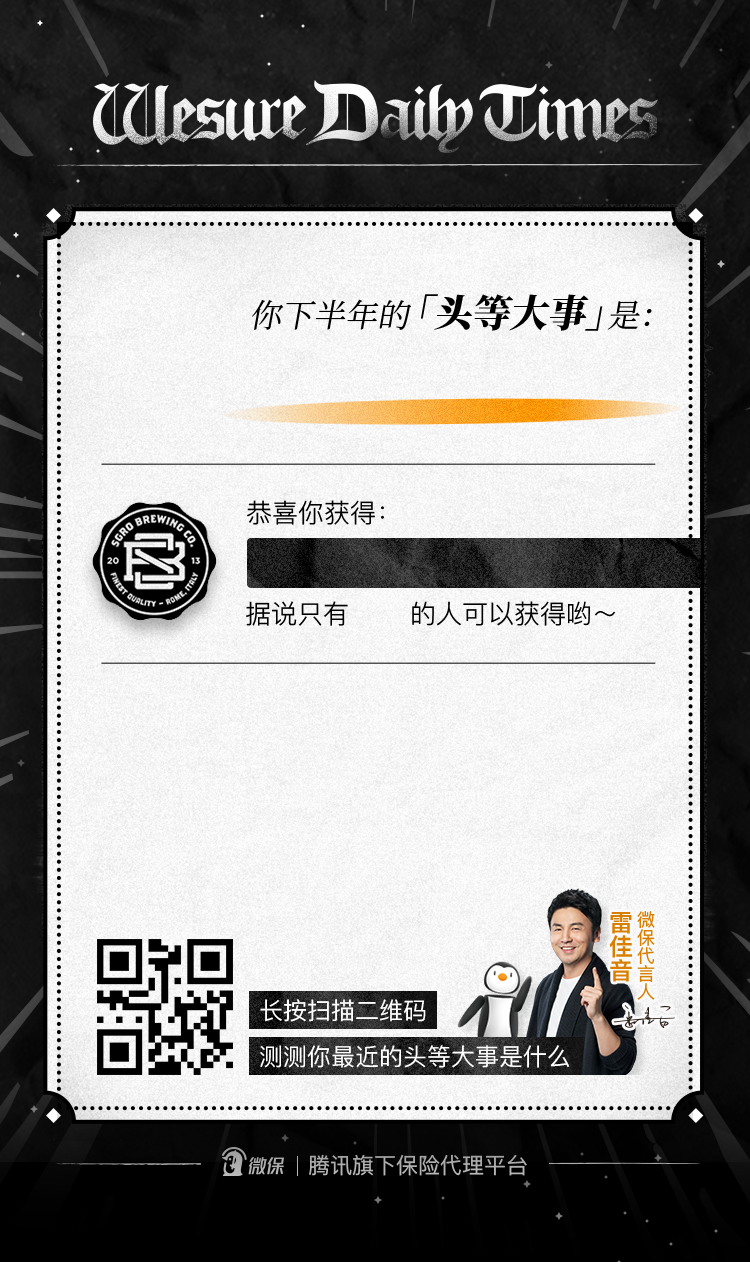 Wesure Daily Times
你下半年的「头等大事」是：
恭喜你获得：
SGRO BREWING CO.
20 13
FINEST QUALITY – ROME, ITALY
据说只有 的人可以获得哟～
微保代言人
雷佳音
长按扫描二维码
测测你最近的头等大事是什么
微保｜腾讯旗下保险代理平台